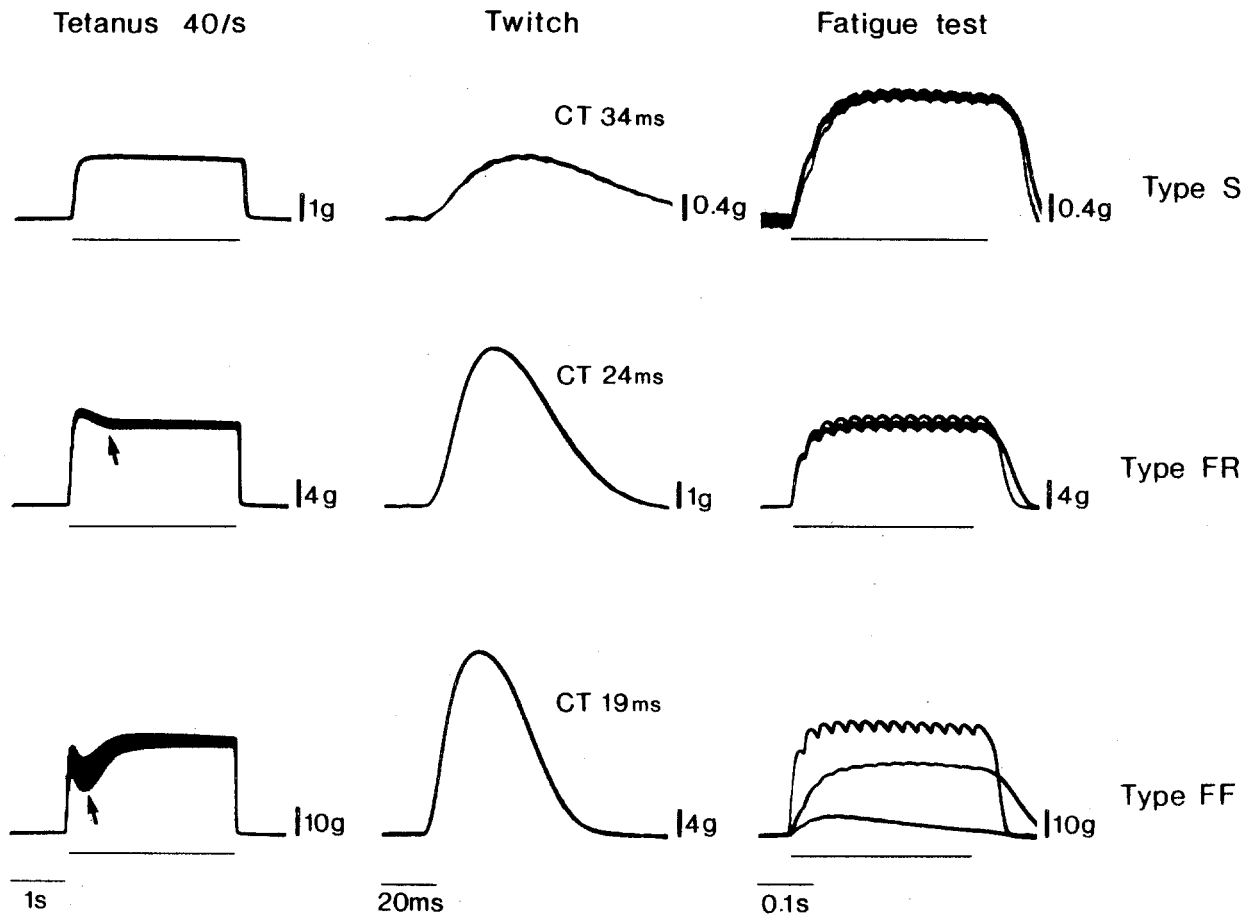 Tetanus 40/s
Twitch
Fatigue test
CT 34ms
1g
0.4g
0.4g
Type S
CT 24ms
4g
1g
4g
Type FR
CT 19ms
10g
4g
10g
Type FF
1s
20ms
0.1s